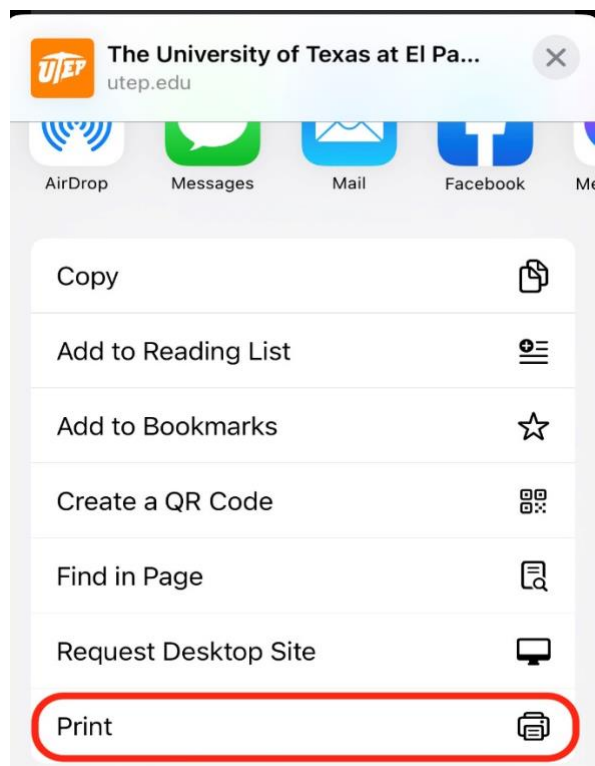 UTEP
The University of Texas at El Pa...
utep.edu
AirDrop Messages Mail Facebook Me
Copy
Add to Reading List
Add to Bookmarks
Create a QR Code
Find in Page
Request Desktop Site
Print